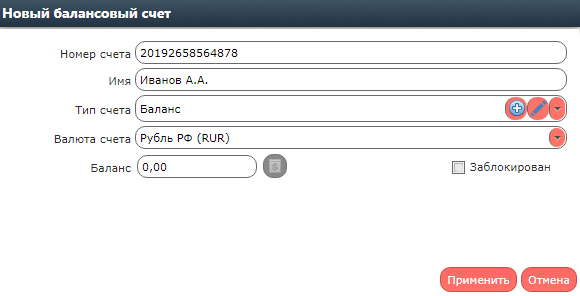 Новый балансовый счет
Номер счета 20192658564878
Имя Иванов А.А.
Тип счета Баланс
Валюта счета Рубль РФ (RUR)
Баланс 0,00 Заблокирован
Применить Отмена